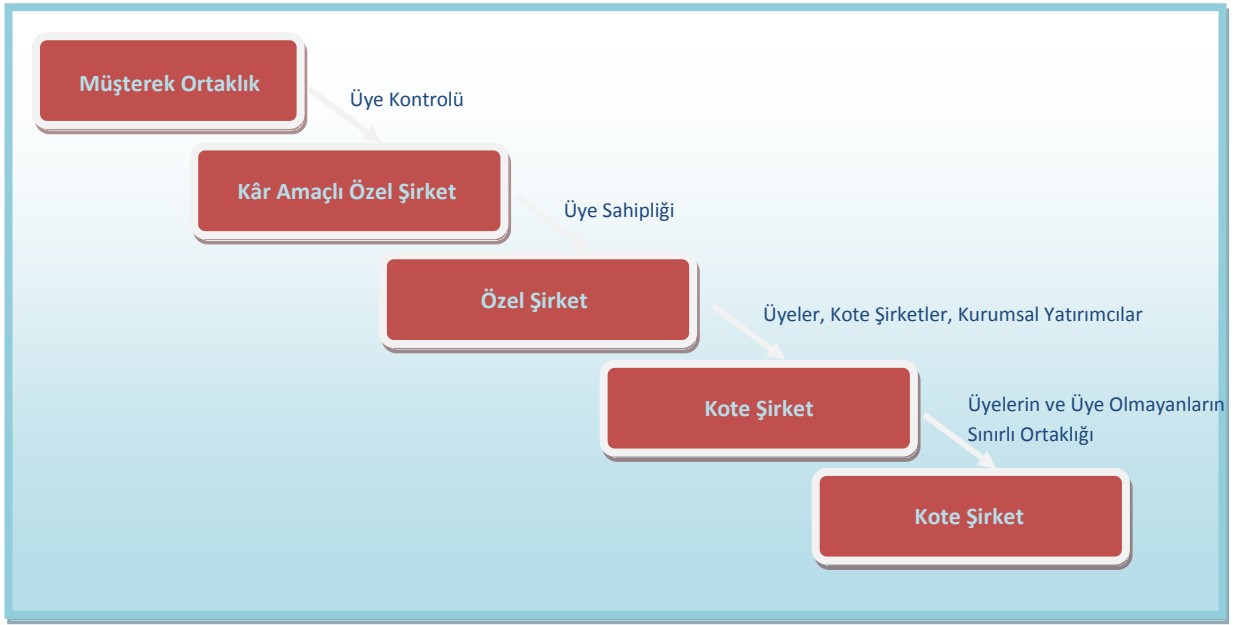 Müşterek Ortaklık
Üye Kontrolü
Kâr Amaçlı Özel Şirket
Üye Sahipliği
Özel Şirket
Üyeler, Kote Şirketler, Kurumsal Yatırımcılar
Kote Şirket
Üyelerin ve Üye Olmayanların
Sınırlı Ortaklığı
Kote Şirket